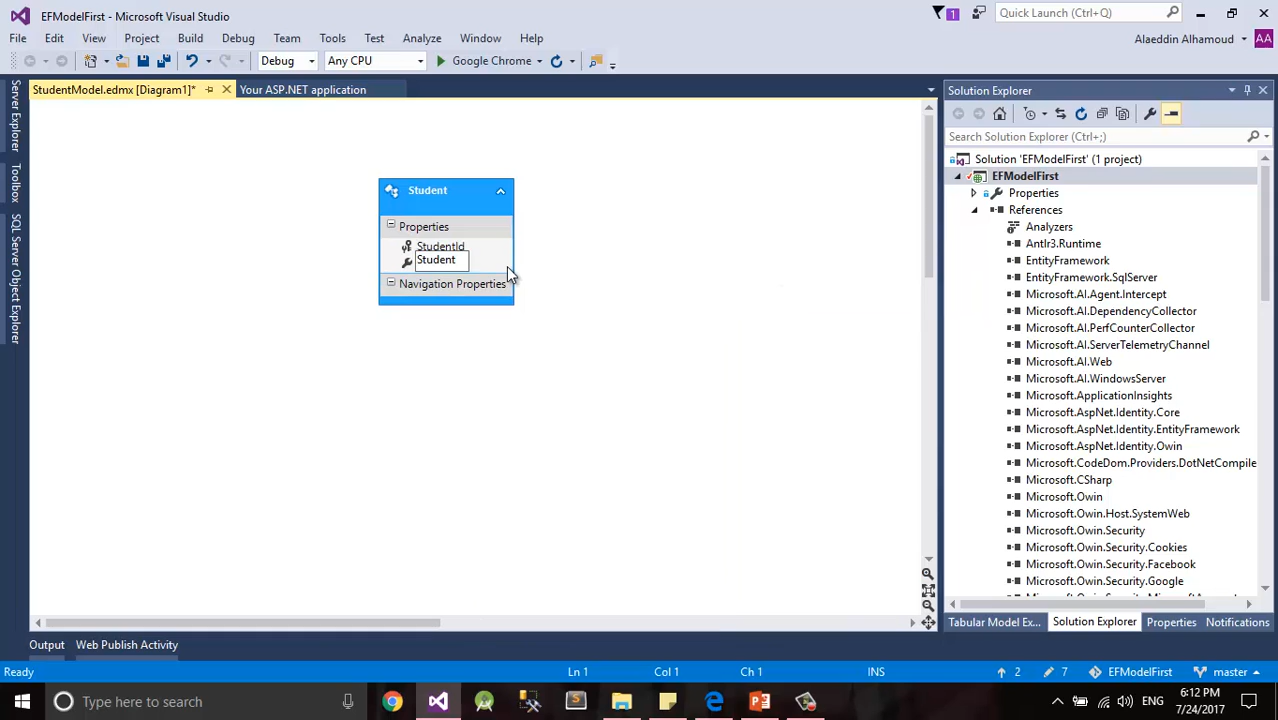 EFModelFirst - Microsoft Visual Studio
1
Quick Launch (Ctrl+Q)
File Edit View Project Build Debug Team Tools Test Analyze Window Help
Alaeddin Alhamoud
AA
Debug
Any CPU
Google Chrome
StudentModel.edmx [Diagram1]*
Your ASP.NET application
Server Explorer
Toolbox
SQL Server Object Explorer
Student
Properties
StudentId
Student
Navigation Properties
Solution Explorer
Search Solution Explorer (Ctrl+;)
Solution 'EFModelFirst' (1 project)
EFModelFirst
Properties
References
Analyzers
Antlr3.Runtime
EntityFramework
EntityFramework.SqlServer
Microsoft.AI.Agent.Intercept
Microsoft.AI.DependencyCollector
Microsoft.AI.PerfCounterCollector
Microsoft.AI.ServerTelemetryChannel
Microsoft.AI.Web
Microsoft.AI.WindowsServer
Microsoft.ApplicationInsights
Microsoft.AspNet.Identity.Core
Microsoft.AspNet.Identity.EntityFramework
Microsoft.AspNet.Identity.Owin
Microsoft.CodeDom.Providers.DotNetCompile
Microsoft.CSharp
Microsoft.Owin
Microsoft.Owin.Host.SystemWeb
Microsoft.Owin.Security
Microsoft.Owin.Security.Cookies
Microsoft.Owin.Security.Facebook
Microsoft.Owin.Security.Google
Tabular Model Ex... Solution Explorer Properties Notifications
Output Web Publish Activity
Ready Ln 1 Col 1 Ch 1 INS 2 7 EFModelFirst master
Type here to search
ENG
6:12 PM
7/24/2017